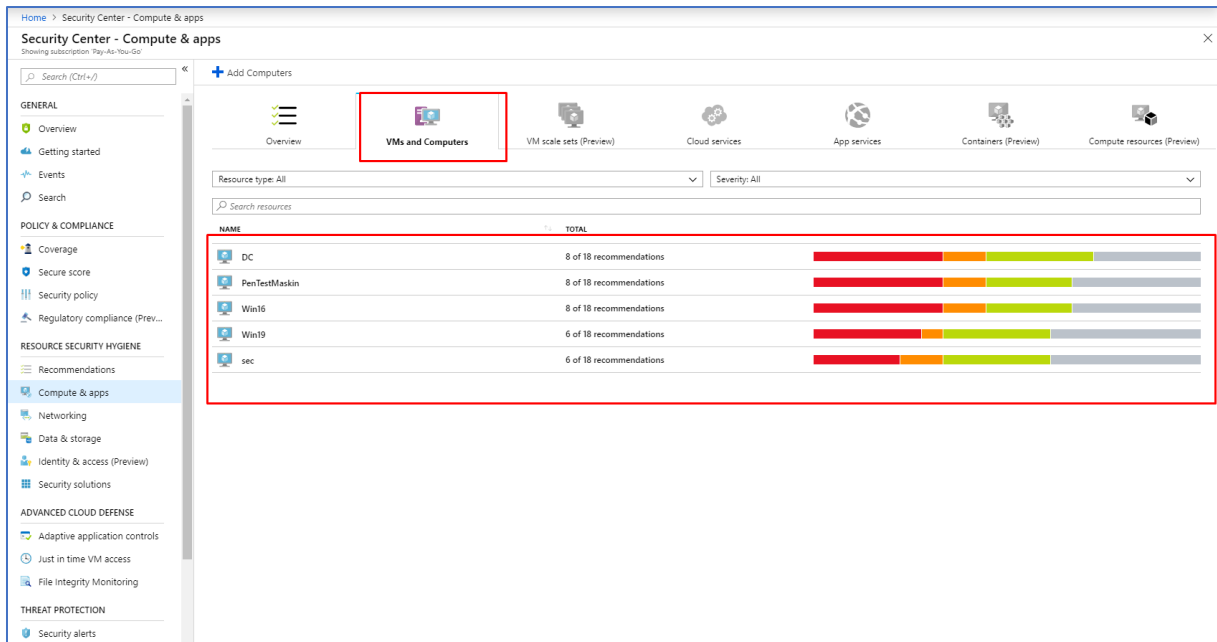 Home > Security Center - Compute & apps
Security Center - Compute & apps
Showing subscription 'Pay-As-You-Go'
Search (Ctrl+/)
«
GENERAL
Overview
Getting started
Events
Search
POLICY & COMPLIANCE
Coverage
Secure score
Security policy
Regulatory compliance (Prev...
RESOURCE SECURITY HYGIENE
Recommendations
Compute & apps
Networking
Data & storage
Identity & access (Preview)
Security solutions
ADVANCED CLOUD DEFENSE
Adaptive application controls
Just in time VM access
File Integrity Monitoring
THREAT PROTECTION
Security alerts
Add Computers
Overview
VMs and Computers
VM scale sets (Preview)
Cloud services
App services
Containers (Preview)
Compute resources (Preview)
Resource type: All
Severity: All
Search resources
NAME TOTAL
DC 8 of 18 recommendations
PenTestMaskin 8 of 18 recommendations
Win16 8 of 18 recommendations
Win19 6 of 18 recommendations
sec 6 of 18 recommendations